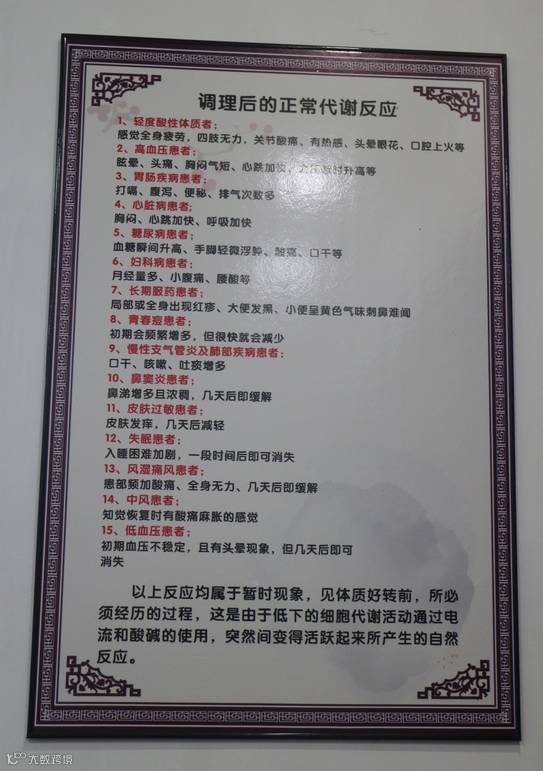 调理后的正常代谢反应
1、轻度酸性体质者；
感觉全身疲劳，四肢无力，关节酸痛、有热感、头晕眼花、口腔上火等
2、高血压患者；
眩晕、头痛、胸闷气短、心跳加快，血压暂时升高等
3、胃肠疾病患者；
打嗝、腹泻、便秘、排气次数多
4、心脏病患者；
胸闷、心跳加快、呼吸加快
5、糖尿病患者；
血糖瞬间升高、手脚轻微浮肿、酸痛、口干等
6、妇科病患者；
月经量多、小腹痛、腰酸等
7、长期服药患者；
局部或全身出现红疹、大便发黑、小便呈黄色气味刺鼻难闻
8、青春痘患者；
初期会频繁增多，但很快就会减少
9、慢性支气管炎及肺部疾病患者；
口干、咳嗽、吐痰增多
10、鼻窦炎患者；
鼻涕增多且浓稠，几天后即缓解
11、皮肤过敏患者；
皮肤发痒，几天后减轻
12、失眠患者；
入睡困难加剧，一段时间后即可消失
13、风湿痛风患者；
患部频加酸痛、全身无力、几天后即缓解
14、中风患者；
知觉恢复时有酸痛麻胀的感觉
15、低血压患者；
初期血压不稳定，且有头晕现象，但几天后即可
消失
以上反应均属于暂时现象，见体质好转前，所必
须经历的过程，这是由于低下的细胞代谢活动通过电
流和酸碱的使用，突然间变得活跃起来所产生的自然
反应。
大数跨境